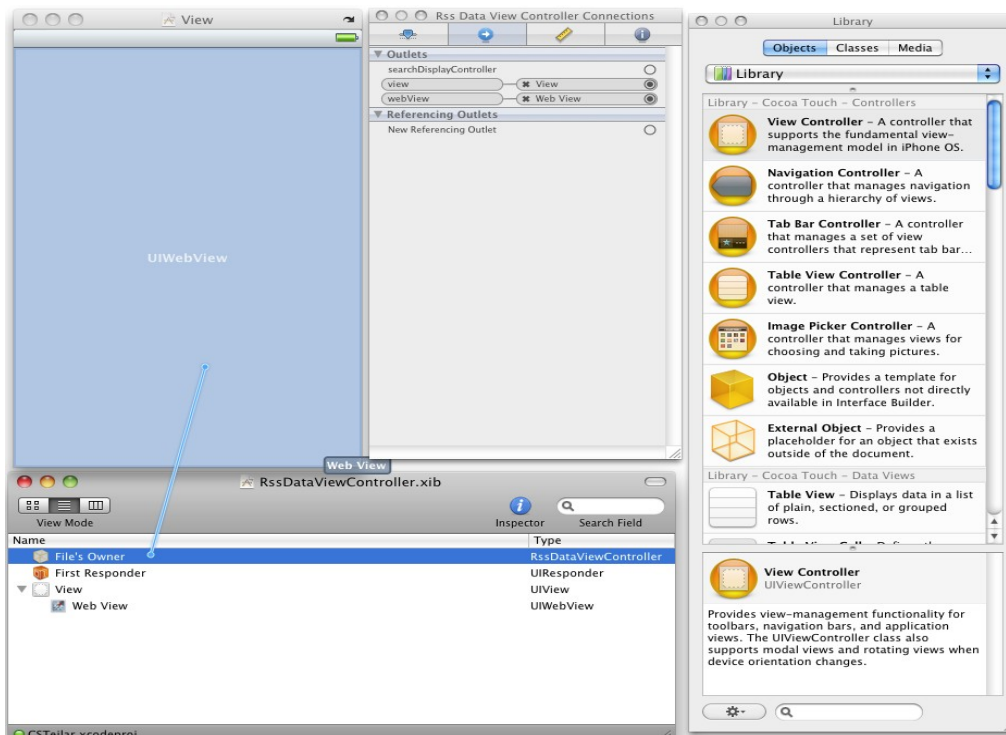 View
UIWebView
Rss Data View Controller Connections
Outlets
searchDisplayController
view
View
webView
Web View
Referencing Outlets
New Referencing Outlet
Web View
RssDataViewController.xib
View Mode
Inspector
Search Field
Name
Type
File's Owner
RssDataViewController
First Responder
UIResponder
View
UIView
Web View
UIWebView
CSTeilar.xcodeproj
Library
Objects
Classes
Media
Library
Library – Cocoa Touch – Controllers
View Controller – A controller that
supports the fundamental view-
management model in iPhone OS.
Navigation Controller – A
controller that manages navigation
through a hierarchy of views.
Tab Bar Controller – A controller
that manages a set of view
controllers that represent tab bar...
Table View Controller – A
controller that manages a table
view.
Image Picker Controller – A
controller that manages views for
choosing and taking pictures.
Object – Provides a template for
objects and controllers not directly
available in Interface Builder.
External Object – Provides a
placeholder for an object that exists
outside of the document.
Library – Cocoa Touch – Data Views
Table View – Displays data in a list
of plain, sectioned, or grouped
rows.
View Controller
UIViewController
Provides view-management functionality for
toolbars, navigation bars, and application
views. The UIViewController class also
supports modal views and rotating views when
device orientation changes.